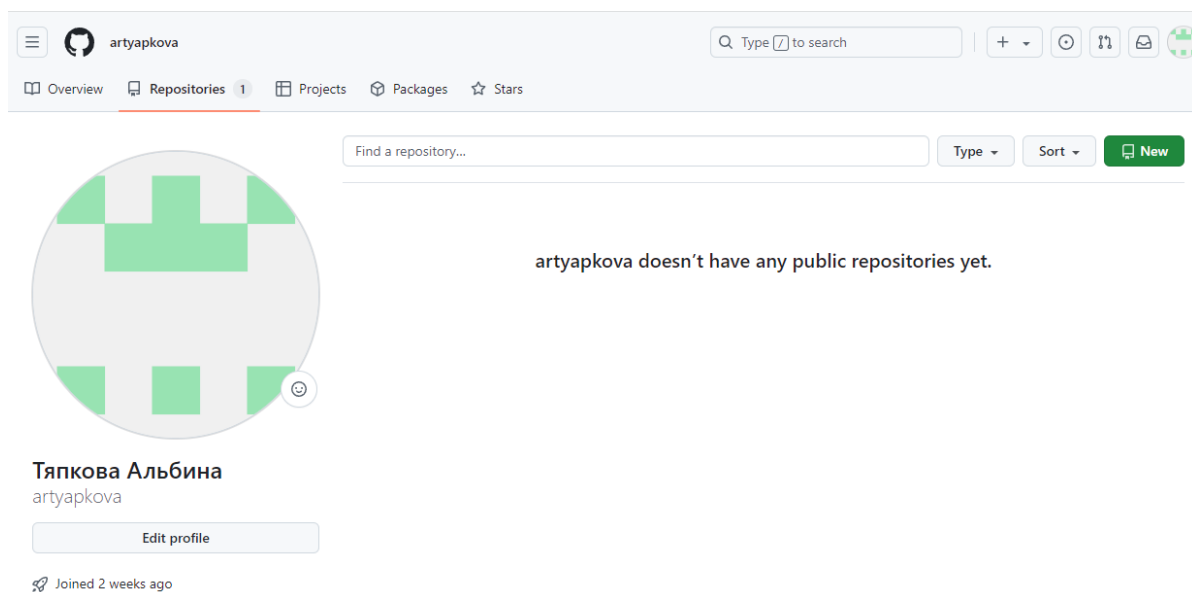 artyapkova
Type / to search
Overview Repositories 1 Projects Packages Stars
Find a repository...
Type Sort New
artyapkova doesn’t have any public repositories yet.
Тяпкова Альбина
artyapkova
Edit profile
Joined 2 weeks ago